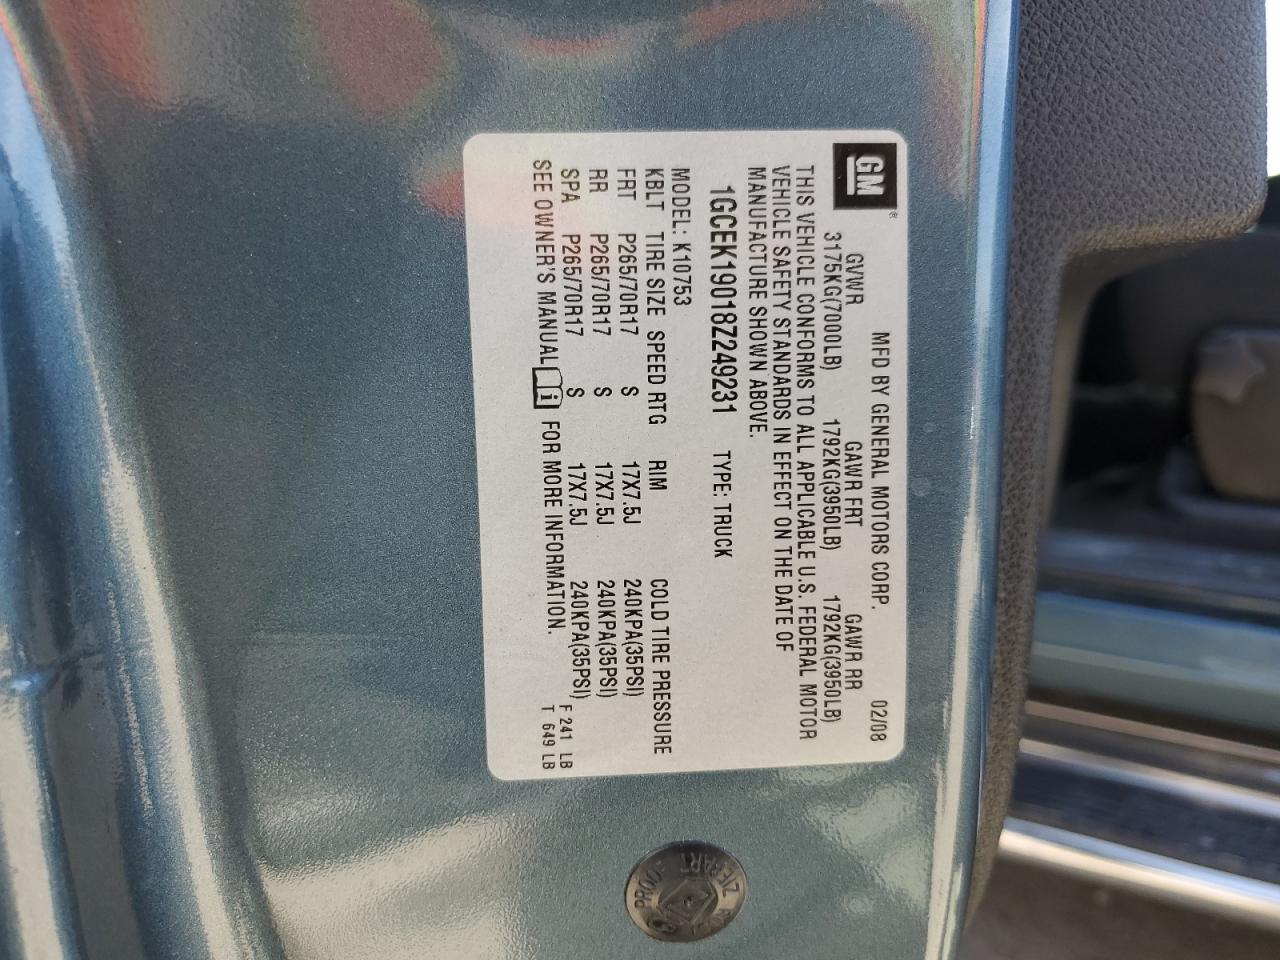 GM®
MFD BY GENERAL MOTORS CORP. 02/08
GVWR GAWR FRT GAWR RR
3175KG(7000LB) 1792KG(3950LB) 1792KG(3950LB)
THIS VEHICLE CONFORMS TO ALL APPLICABLE U.S. FEDERAL MOTOR
VEHICLE SAFETY STANDARDS IN EFFECT ON THE DATE OF
MANUFACTURE SHOWN ABOVE.
1GCEK19018Z249231 TYPE: TRUCK
MODEL: K10753
KBLT TIRE SIZE SPEED RTG RIM COLD TIRE PRESSURE
FRT P265/70R17 S 17X7.5J 240KPA(35PSI)
RR P265/70R17 S 17X7.5J 240KPA(35PSI)
SPA P265/70R17 S 17X7.5J 240KPA(35PSI)
SEE OWNER'S MANUAL i FOR MORE INFORMATION.
F 241 LB
T 649 LB
ZIEBART